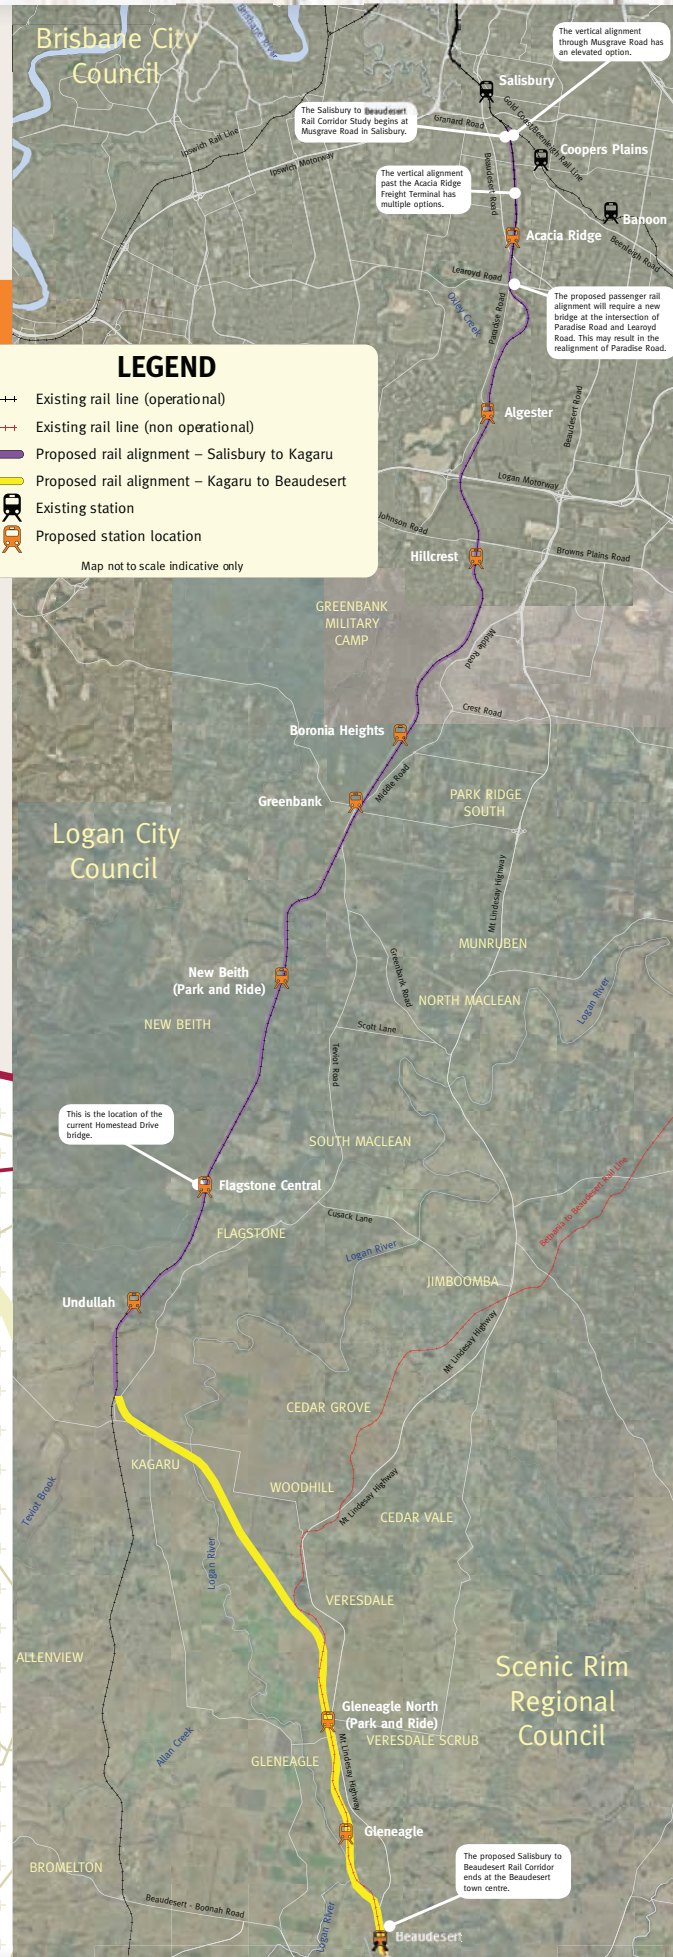 Brisbane City
Council
Brisbane River
The vertical alignment
through Musgrave Road has
an elevated option.
Salisbury
The Salisbury to Beaudesert
Rail Corridor Study begins at
Musgrave Road in Salisbury.
Granard Road
Gold Coast/Beenleigh Rail Line
Ipswich Rail Line
Ipswich Motorway
Coopers Plains
The vertical alignment
past the Acacia Ridge
Freight Terminal has
multiple options.
Beaudesert Road
Banoon
Acacia Ridge
Beenleigh Road
Learoyd Road
Oxley Creek
Paradise Road
The proposed passenger rail
alignment will require a new
bridge at the intersection of
Paradise Road and Learoyd
Road. This may result in the
realignment of Paradise Road.
LEGEND
Existing rail line (operational)
Existing rail line (non operational)
Proposed rail alignment – Salisbury to Kagaru
Proposed rail alignment – Kagaru to Beaudesert
Existing station
Proposed station location
Map not to scale indicative only
Algester
Beaudesert Road
Logan Motorway
Johnson Road
Hillcrest
Browns Plains Road
GREENBANK
MILITARY
CAMP
Middle Road
Crest Road
Boronia Heights
Middle Road
Greenbank
PARK RIDGE
SOUTH
Logan City
Council
Mt Lindesay Highway
MUNRUBEN
New Beith
(Park and Ride)
Greenbank Road
NORTH MACLEAN
Logan River
NEW BEITH
Scott Lane
Teviot Road
This is the location of the
current Homestead Drive
bridge.
SOUTH MACLEAN
Flagstone Central
Bethania to Beaudesert Rail Line
Cusack Lane
FLAGSTONE
Logan River
JIMBOOMBA
Undullah
Mt Lindesay Highway
CEDAR GROVE
KAGARU
WOODHILL
Mt Lindesay Highway
Teviot Brook
CEDAR VALE
Logan River
VERESDALE
ALLENVIEW
Scenic Rim
Regional
Council
Gleneagle North
(Park and Ride)
VERESDALE SCRUB
Allan Creek
GLENEAGLE
Mt Lindesay Highway
Gleneagle
BROMELTON
The proposed Salisbury to
Beaudesert Rail Corridor
ends at the Beaudesert
town centre.
Beaudesert - Boonah Road
Logan River
Beaudesert